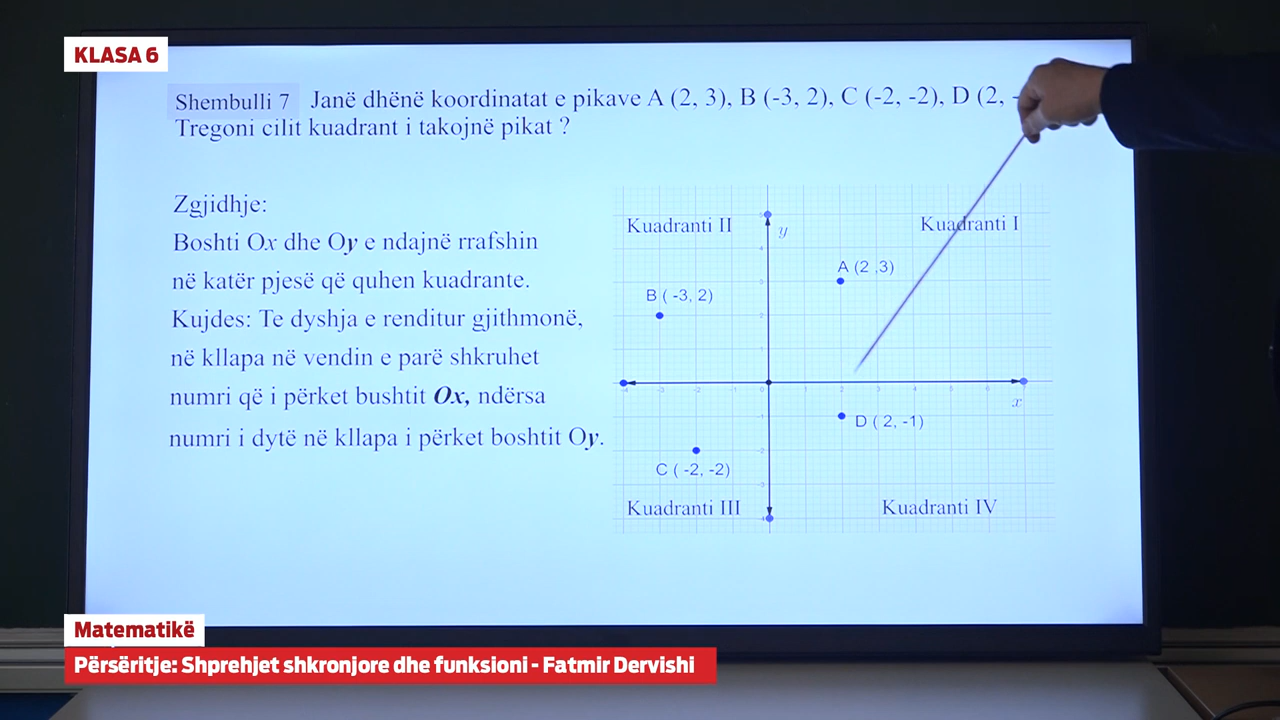 KLASA 6
Shembulli 7 Janë dhënë koordinatat e pikave A (2, 3), B (-3, 2), C (-2, -2), D (2, -
Tregoni cilit kuadrant i takojnë pikat ?
Zgjidhje:
Boshti Ox dhe Oy e ndajnë rrafshin
në katër pjesë që quhen kuadrante.
Kujdes: Te dyshja e renditur gjithmonë,
në kllapa në vendin e parë shkruhet
numri që i përket bushtit Ox, ndërsa
numri i dytë në kllapa i përket boshtit Oy.
Kuadranti II
Kuadranti I
y
A (2 ,3)
B ( -3, 2)
x
D ( 2, -1)
C ( -2, -2)
Kuadranti III
Kuadranti IV
Matematikë
Përsëritje: Shprehjet shkronjore dhe funksioni - Fatmir Dervishi